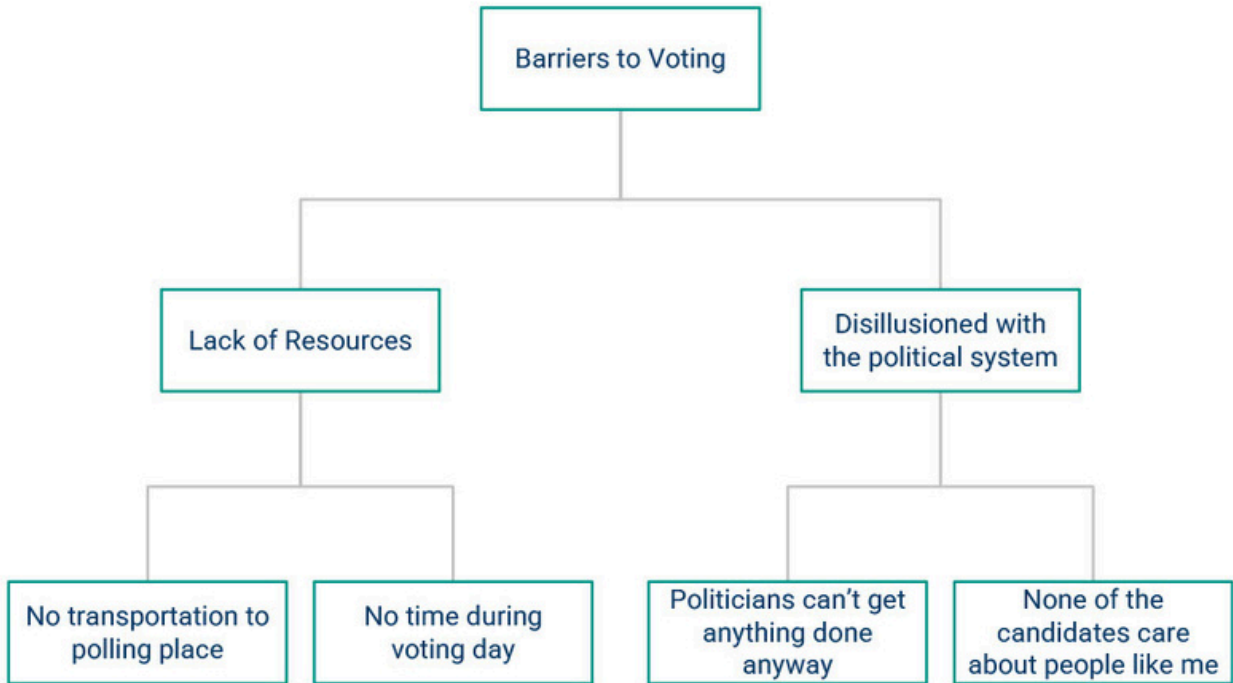 Barriers to Voting
Lack of Resources
Disillusioned with
the political system
No transportation to
polling place
No time during
voting day
Politicians can’t get
anything done
anyway
None of the
candidates care
about people like me